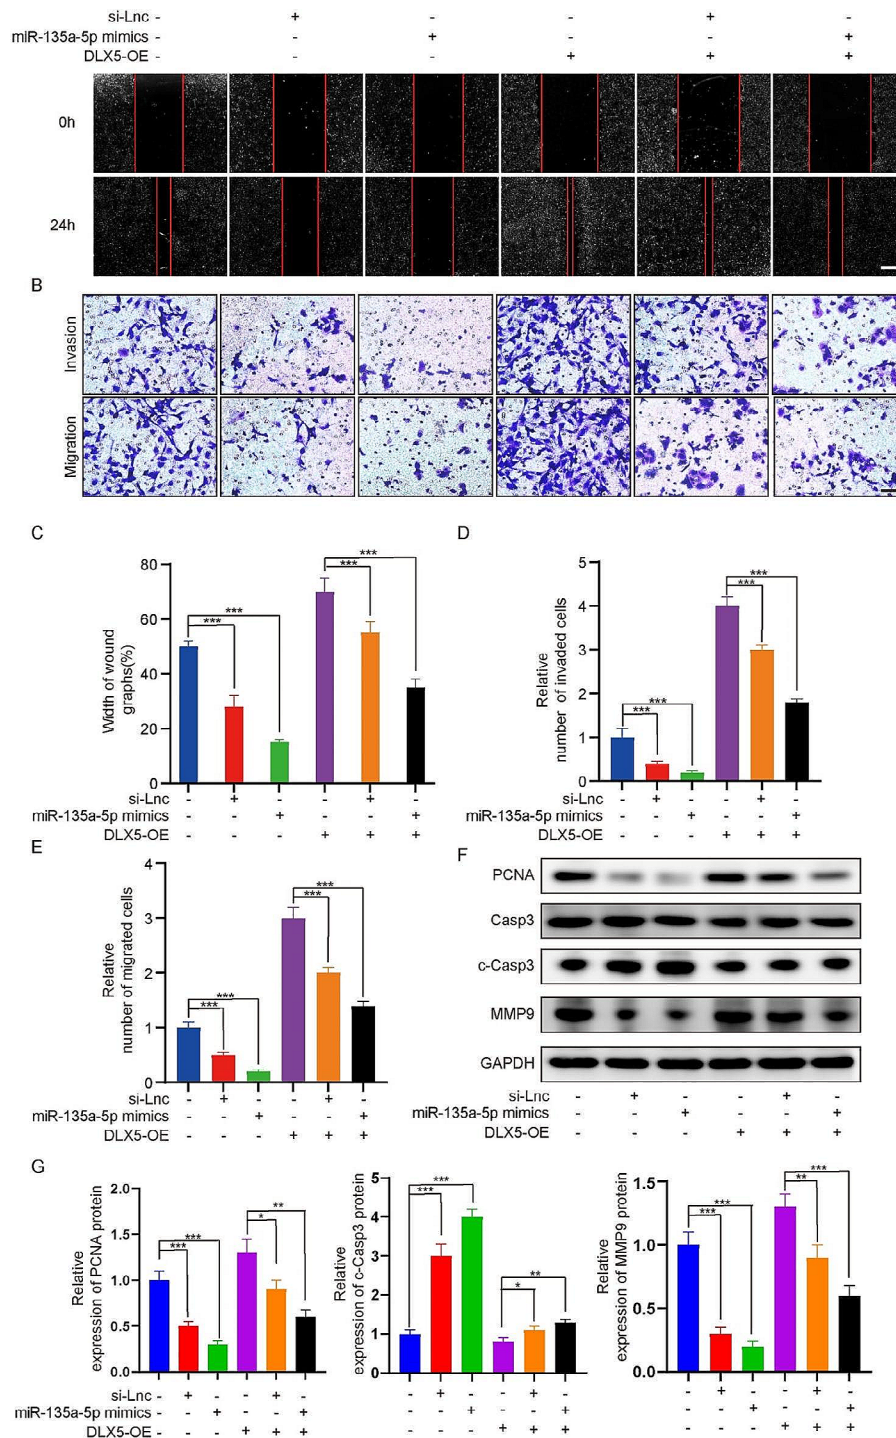 si-Lnc - + - - + -
miR-135a-5p mimics - - + - - +
DLX5-OE - - - + + +
0h
24h
B
Invasion
Migration
C
Width of wound
graphs(%)
80
60
40
20
0
***
***
***
***
si-Lnc - + - - + -
miR-135a-5p mimics - - + - - +
DLX5-OE - - - + + +
D
Relative
number of invaded cells
5
4
3
2
1
0
***
***
***
***
si-Lnc - + - - + -
miR-135a-5p mimics - - + - - +
DLX5-OE - - - + + +
E
Relative
number of migrated cells
4
3
2
1
0
***
***
***
***
si-Lnc - + - - + -
miR-135a-5p mimics - - + - - +
DLX5-OE - - - + + +
F
PCNA
Casp3
c-Casp3
MMP9
GAPDH
si-Lnc - + - - + -
miR-135a-5p mimics - - + - - +
DLX5-OE - - - + + +
G
Relative
expression of PCNA protein
2.0
1.5
1.0
0.5
0.0
***
***
**
*
Relative
expression of c-Casp3 protein
5
4
3
2
1
0
***
***
**
*
Relative
expression of MMP9 protein
1.5
1.0
0.5
0.0
***
***
***
**
si-Lnc - + - - + - - + - - + - - + - - + -
miR-135a-5p mimics - - + - - + - - + - - + - - + - - +
DLX5-OE - - - + + + - - - + + + - - - + + +